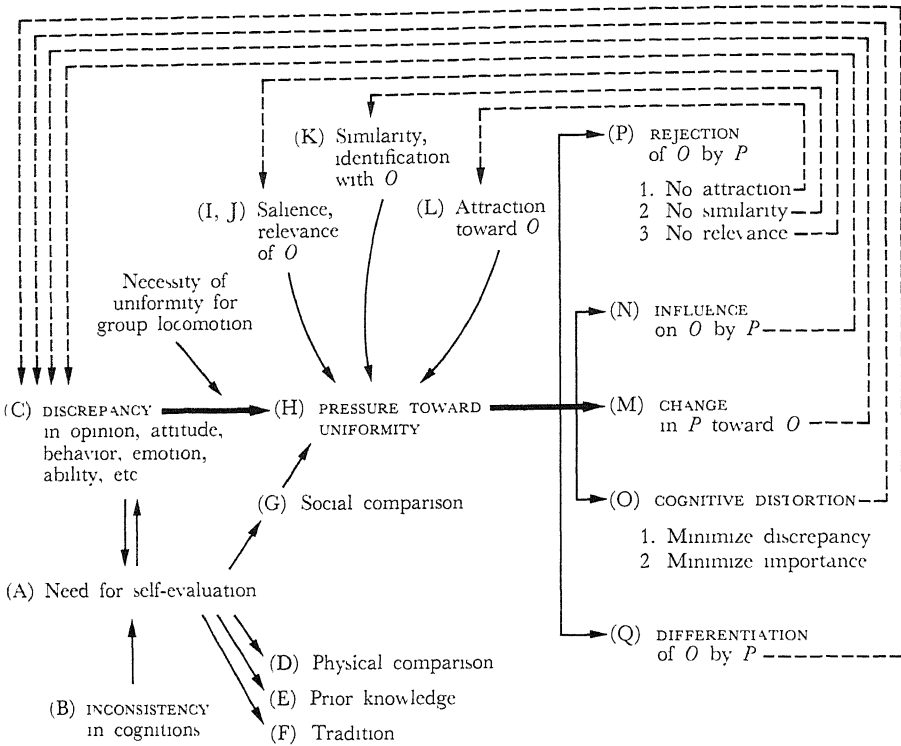 (K) Similarity,
identification
with O
(P) REJECTION
of O by P
1. No attraction
2 No similarity
3 No relevance
(I, J) Salience,
relevance
of O
(L) Attraction
toward O
Necessity of
uniformity for
group locomotion
(N) INFLUENCE
on O by P
(C) DISCREPANCY
in opinion, attitude,
behavior, emotion,
ability, etc
(H) PRESSURE TOWARD
UNIFORMITY
(M) CHANGE
in P toward O
(G) Social comparison
(O) COGNITIVE DISTORTION
1. Minimize discrepancy
2 Minimize importance
(A) Need for self-evaluation
(Q) DIFFERENTIATION
of O by P
(D) Physical comparison
(E) Prior knowledge
(F) Tradition
(B) INCONSISTENCY
in cognitions